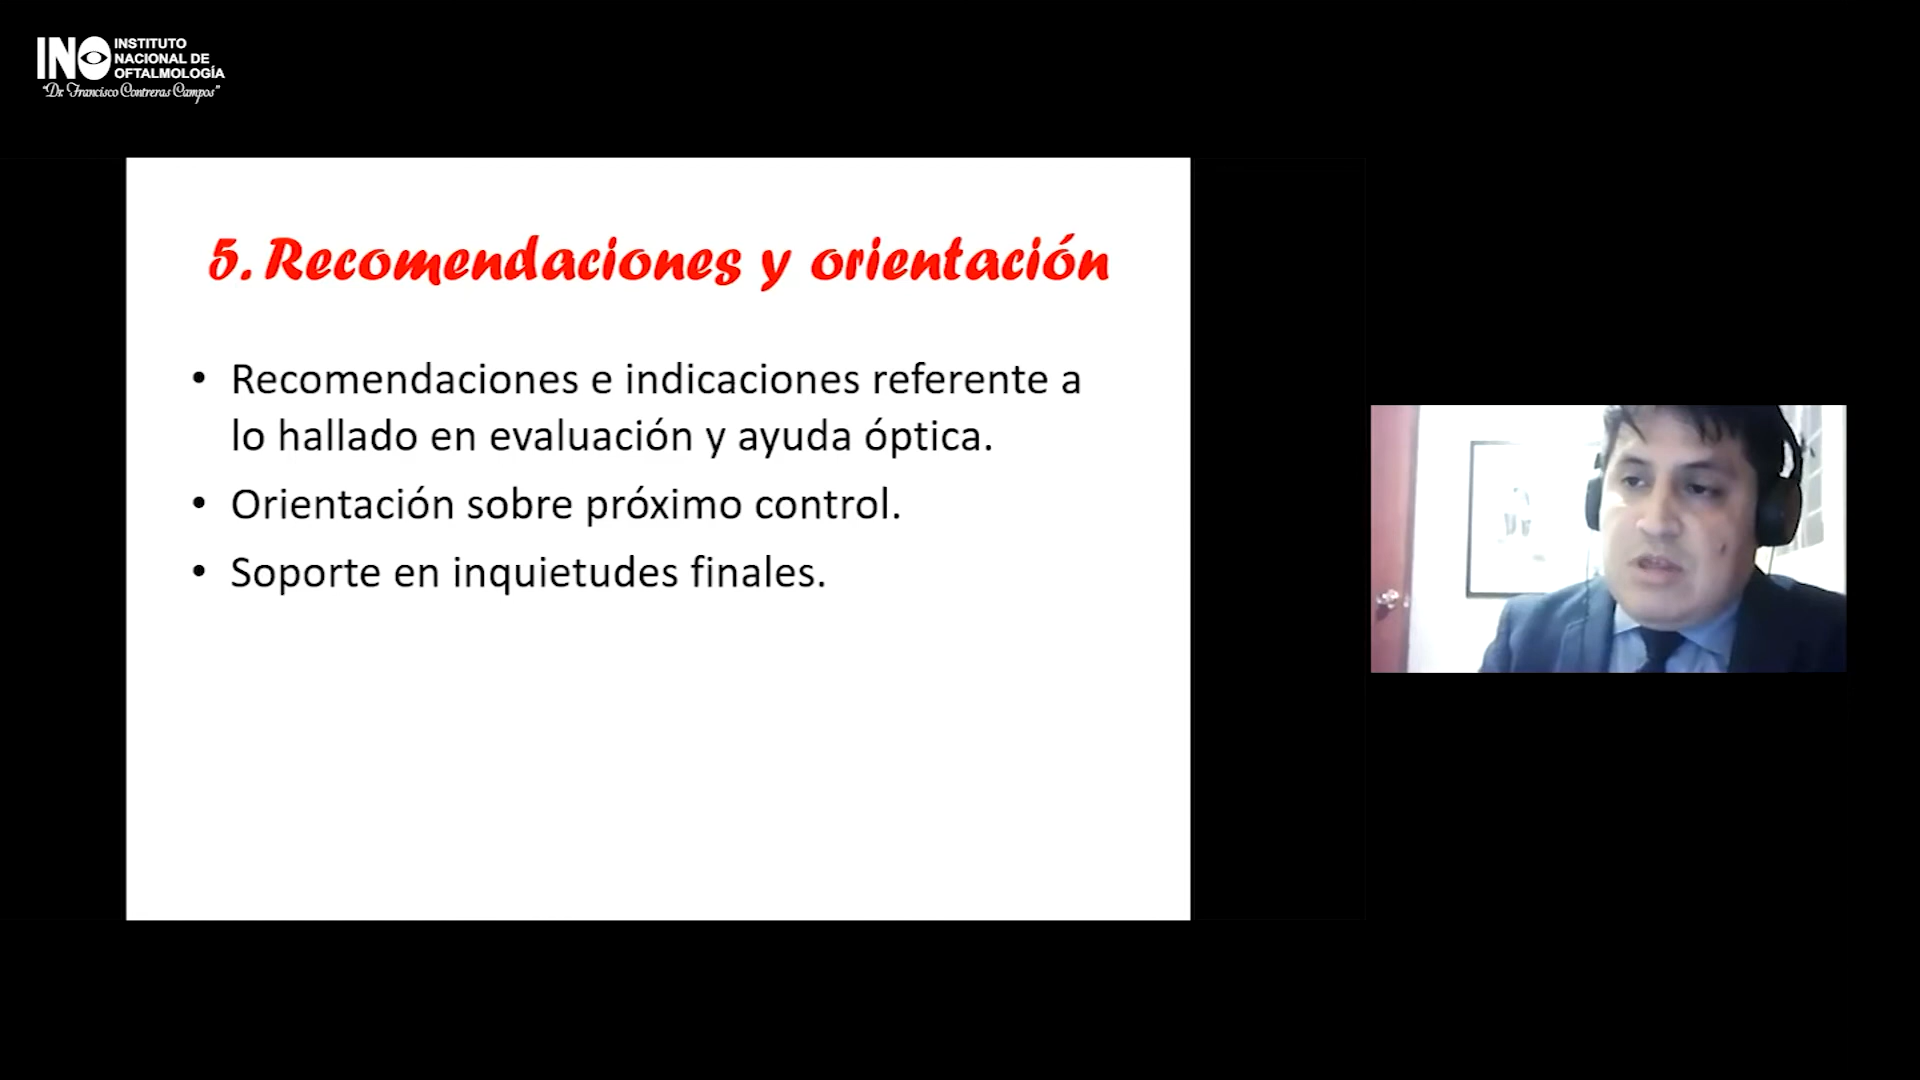 INO
INSTITUTO
NACIONAL DE
OFTALMOLOGÍA
"Dr. Francisco Contreras Campos"
5. Recomendaciones y orientación
• Recomendaciones e indicaciones referente a
lo hallado en evaluación y ayuda óptica.
• Orientación sobre próximo control.
• Soporte en inquietudes finales.